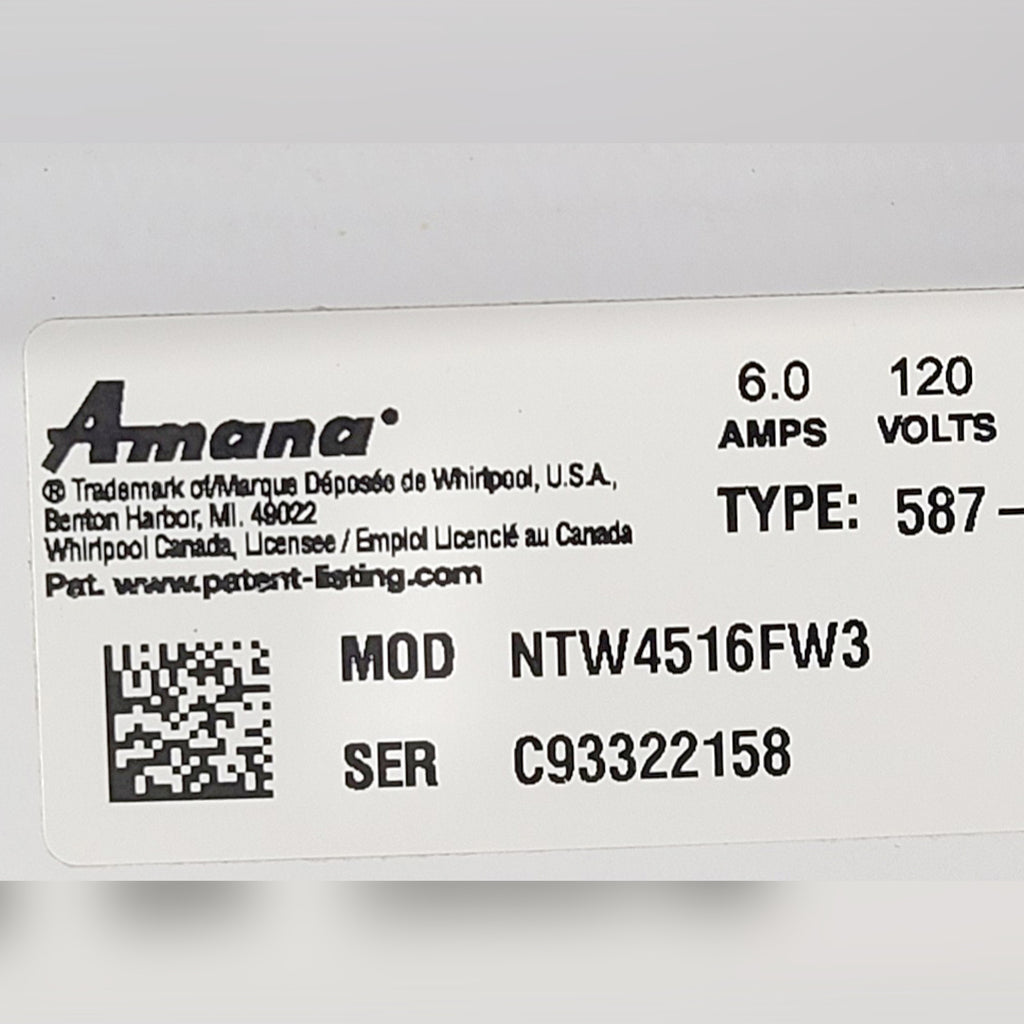 Amana®
® Trademark of/Marque Déposée de Whirlpool, U.S.A.,
Benton Harbor, MI. 49022
Whirlpool Canada, Licensee / Emploi Licencié au Canada
Pat. www.patent-listing.com
6.0 120
AMPS VOLTS
TYPE: 587-
MOD NTW4516FW3
SER C93322158